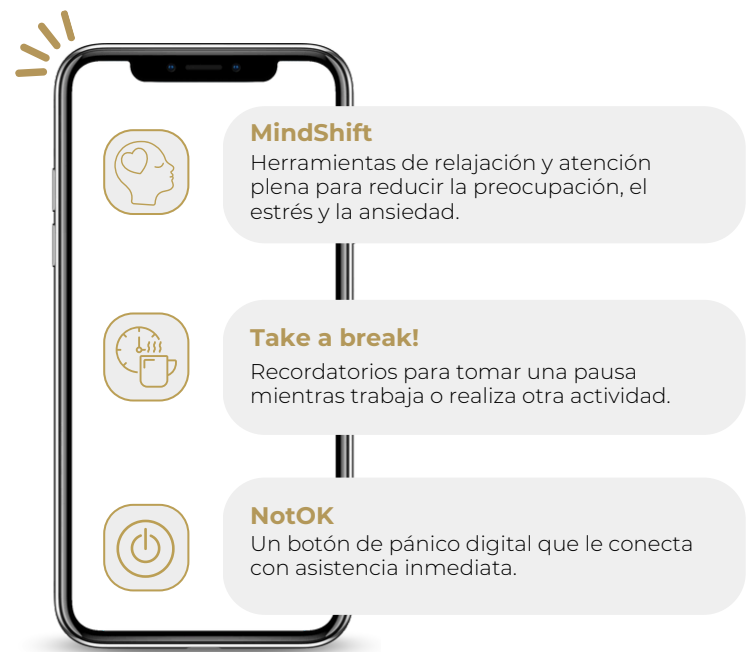 MindShift
Herramientas de relajación y atención
plena para reducir la preocupación, el
estrés y la ansiedad.
Take a break!
Recordatorios para tomar una pausa
mientras trabaja o realiza otra actividad.
NotOK
Un botón de pánico digital que le conecta
con asistencia inmediata.